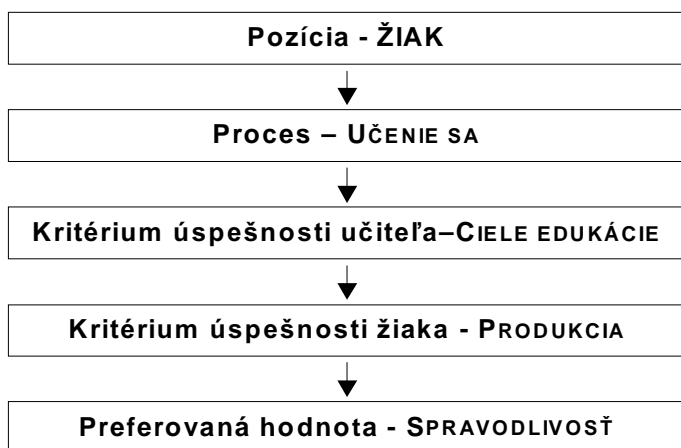 Pozícia - ŽIAK
Proces – UČENIE SA
Kritérium úspešnosti učiteľa–CIELE EDUKÁCIE
Kritérium úspešnosti žiaka - PRODUKCIA
Preferovaná hodnota - SPRAVODLIVOSŤ